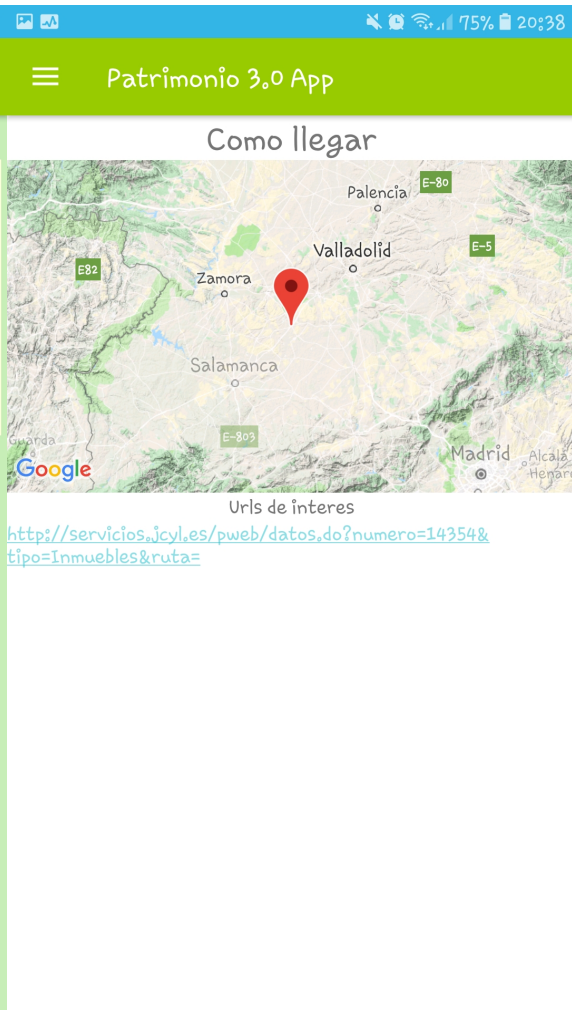 75% 20:38
Patrimonio 3.0 App
Como llegar
E-80
Palencia
Valladolid
E-5
E82
Zamora
Salamanca
E-803
Guarda
Madrid
Alcalá
Henar
Google
Urls de interes
http://servicios.jcyl.es/pweb/datos.do?numero=14354&
tipo=Inmuebles&ruta=